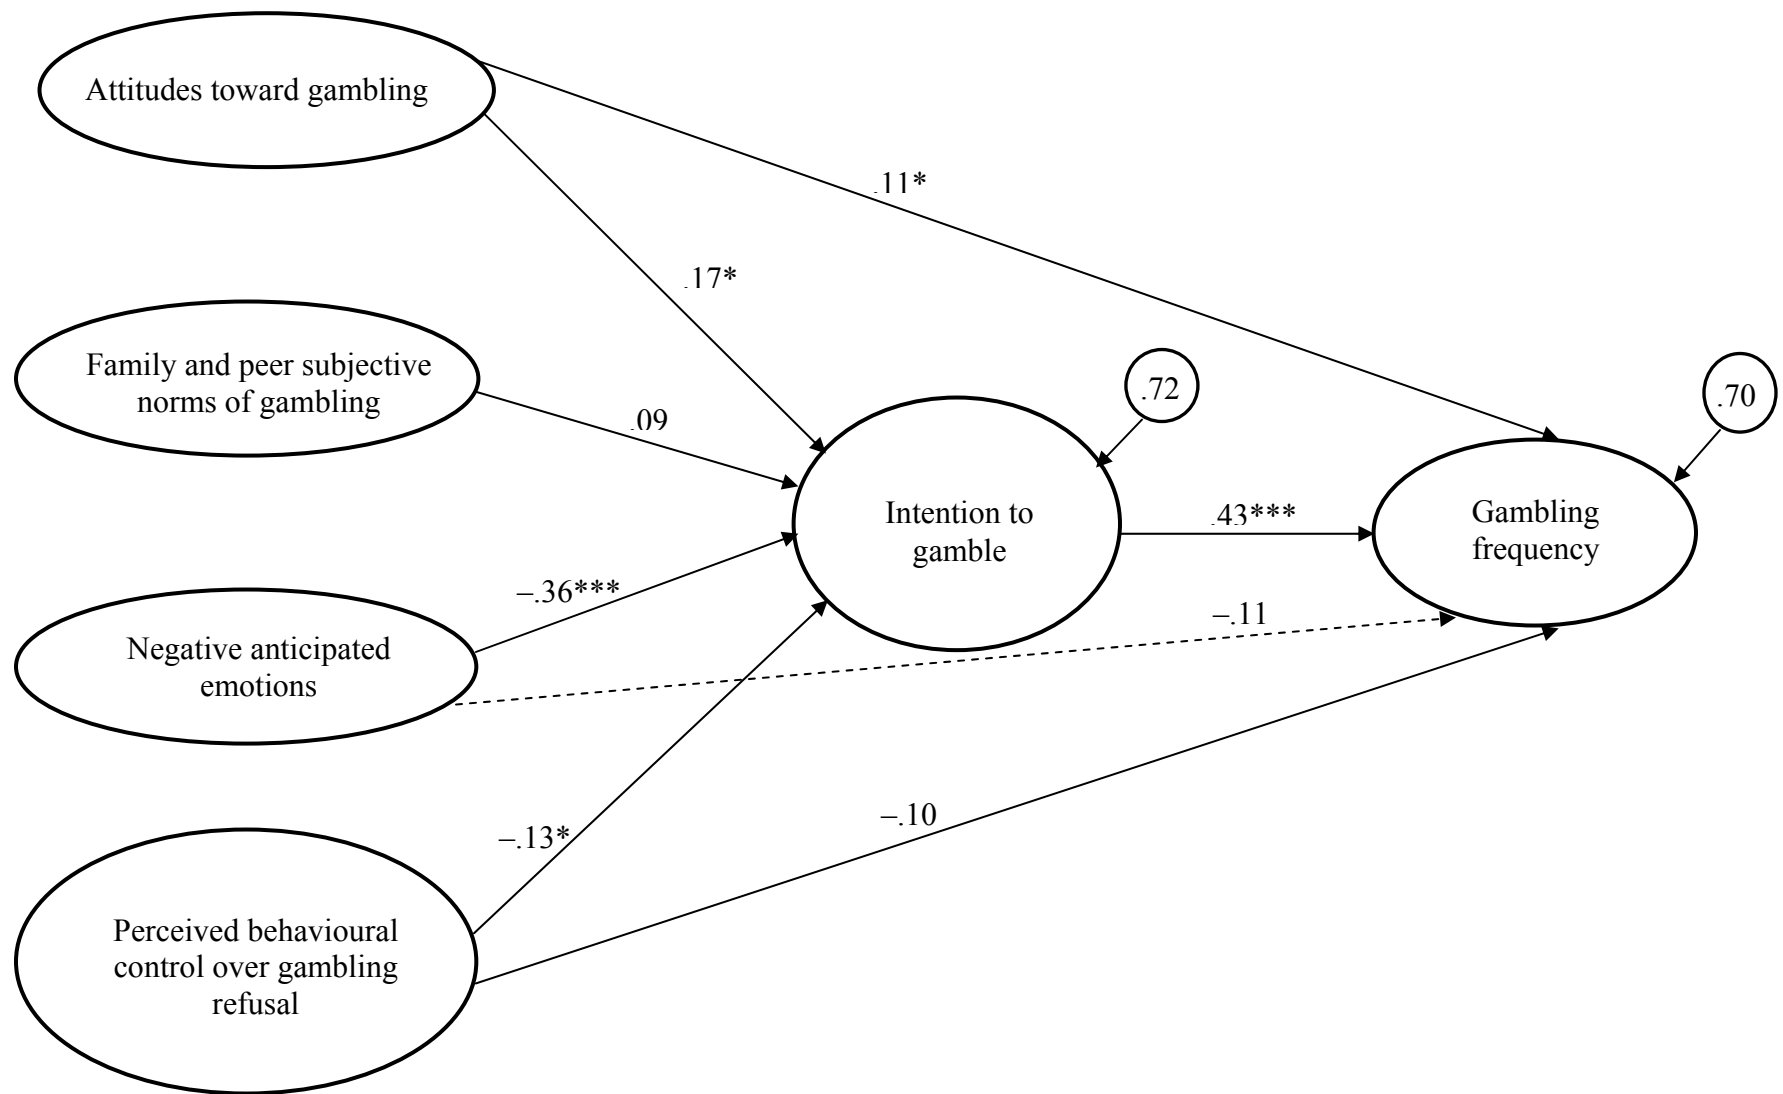 Attitudes toward gambling
.11*
.17*
Family and peer subjective
norms of gambling
.09
.72
.70
Intention to
gamble
.43***
Gambling
frequency
–.36***
–.11
Negative anticipated
emotions
–.13*
–.10
Perceived behavioural
control over gambling
refusal